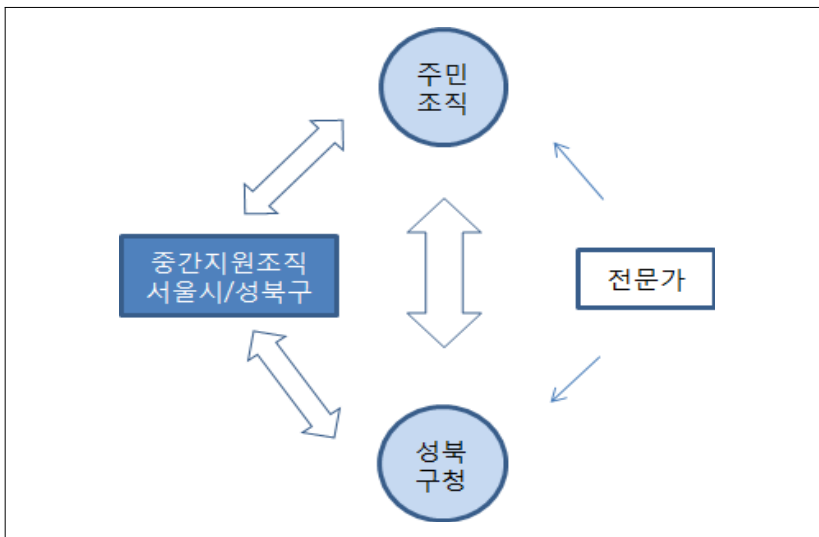 주민
조직
중간지원조직
서울시/성북구
전문가
성북
구청